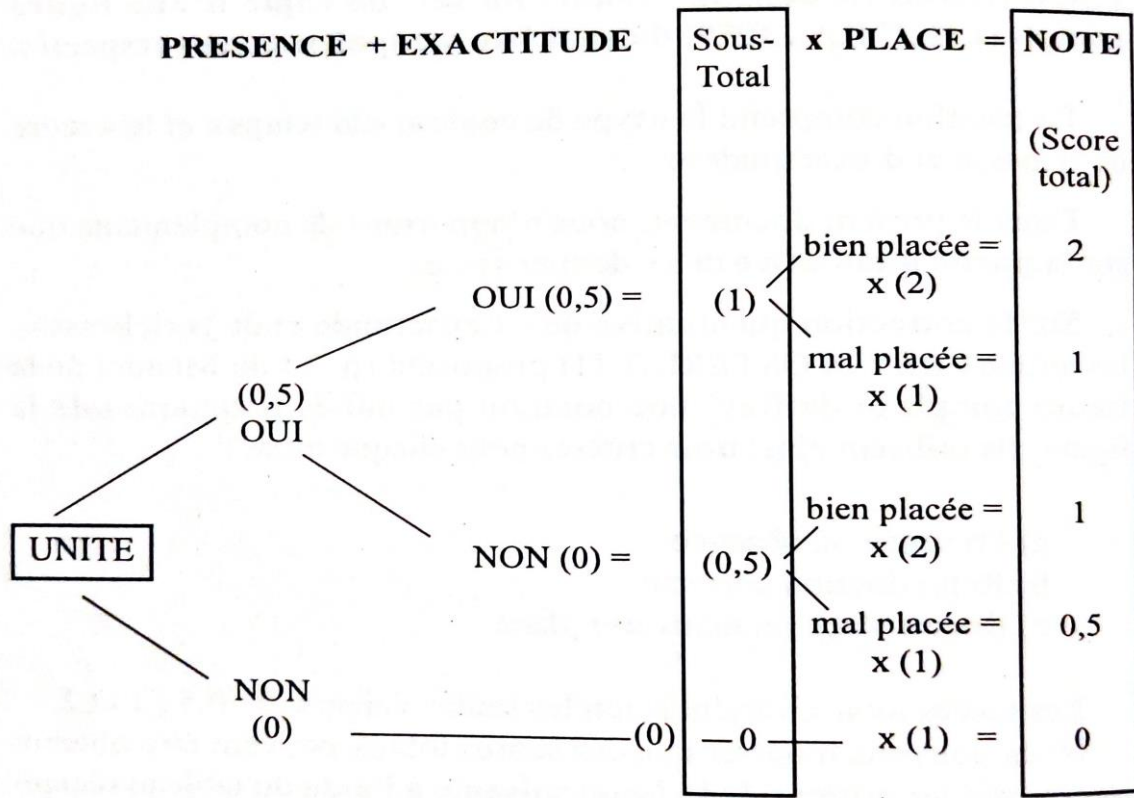 PRESENCE + EXACTITUDE Sous- x PLACE = NOTE
Total
(Score
total)
bien placée = 2
OUI (0,5) = (1) x (2)
mal placée = 1
(0,5) x (1)
OUI
bien placée = 1
UNITE NON (0) = (0,5) x (2)
mal placée = 0,5
x (1)
NON
(0) (0) 0 x (1) = 0